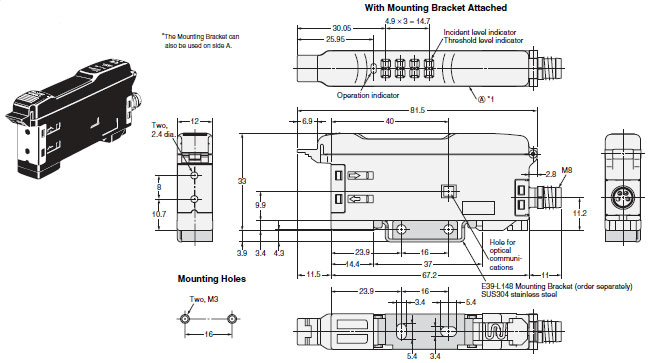 With Mounting Bracket Attached
*The Mounting Bracket can
also be used on side A.
4.9 × 3 = 14.7
30.05
25.95
Incident level indicator
Threshold level indicator
Operation indicator
Ⓐ *1
81.5
6.9
40
Two,
2.4 dia.
12
8
10.7
33
9.9
3.9
3.4
4.3
2.8
M8
11.2
Hole for
optical
communi-
cations
23.9
16
14.4
37
11.5
67.2
11
E39-L148 Mounting Bracket (order separately)
SUS304 stainless steel
Mounting Holes
Two, M3
16
23.9
16
3.4
5.4
5.4
3.4